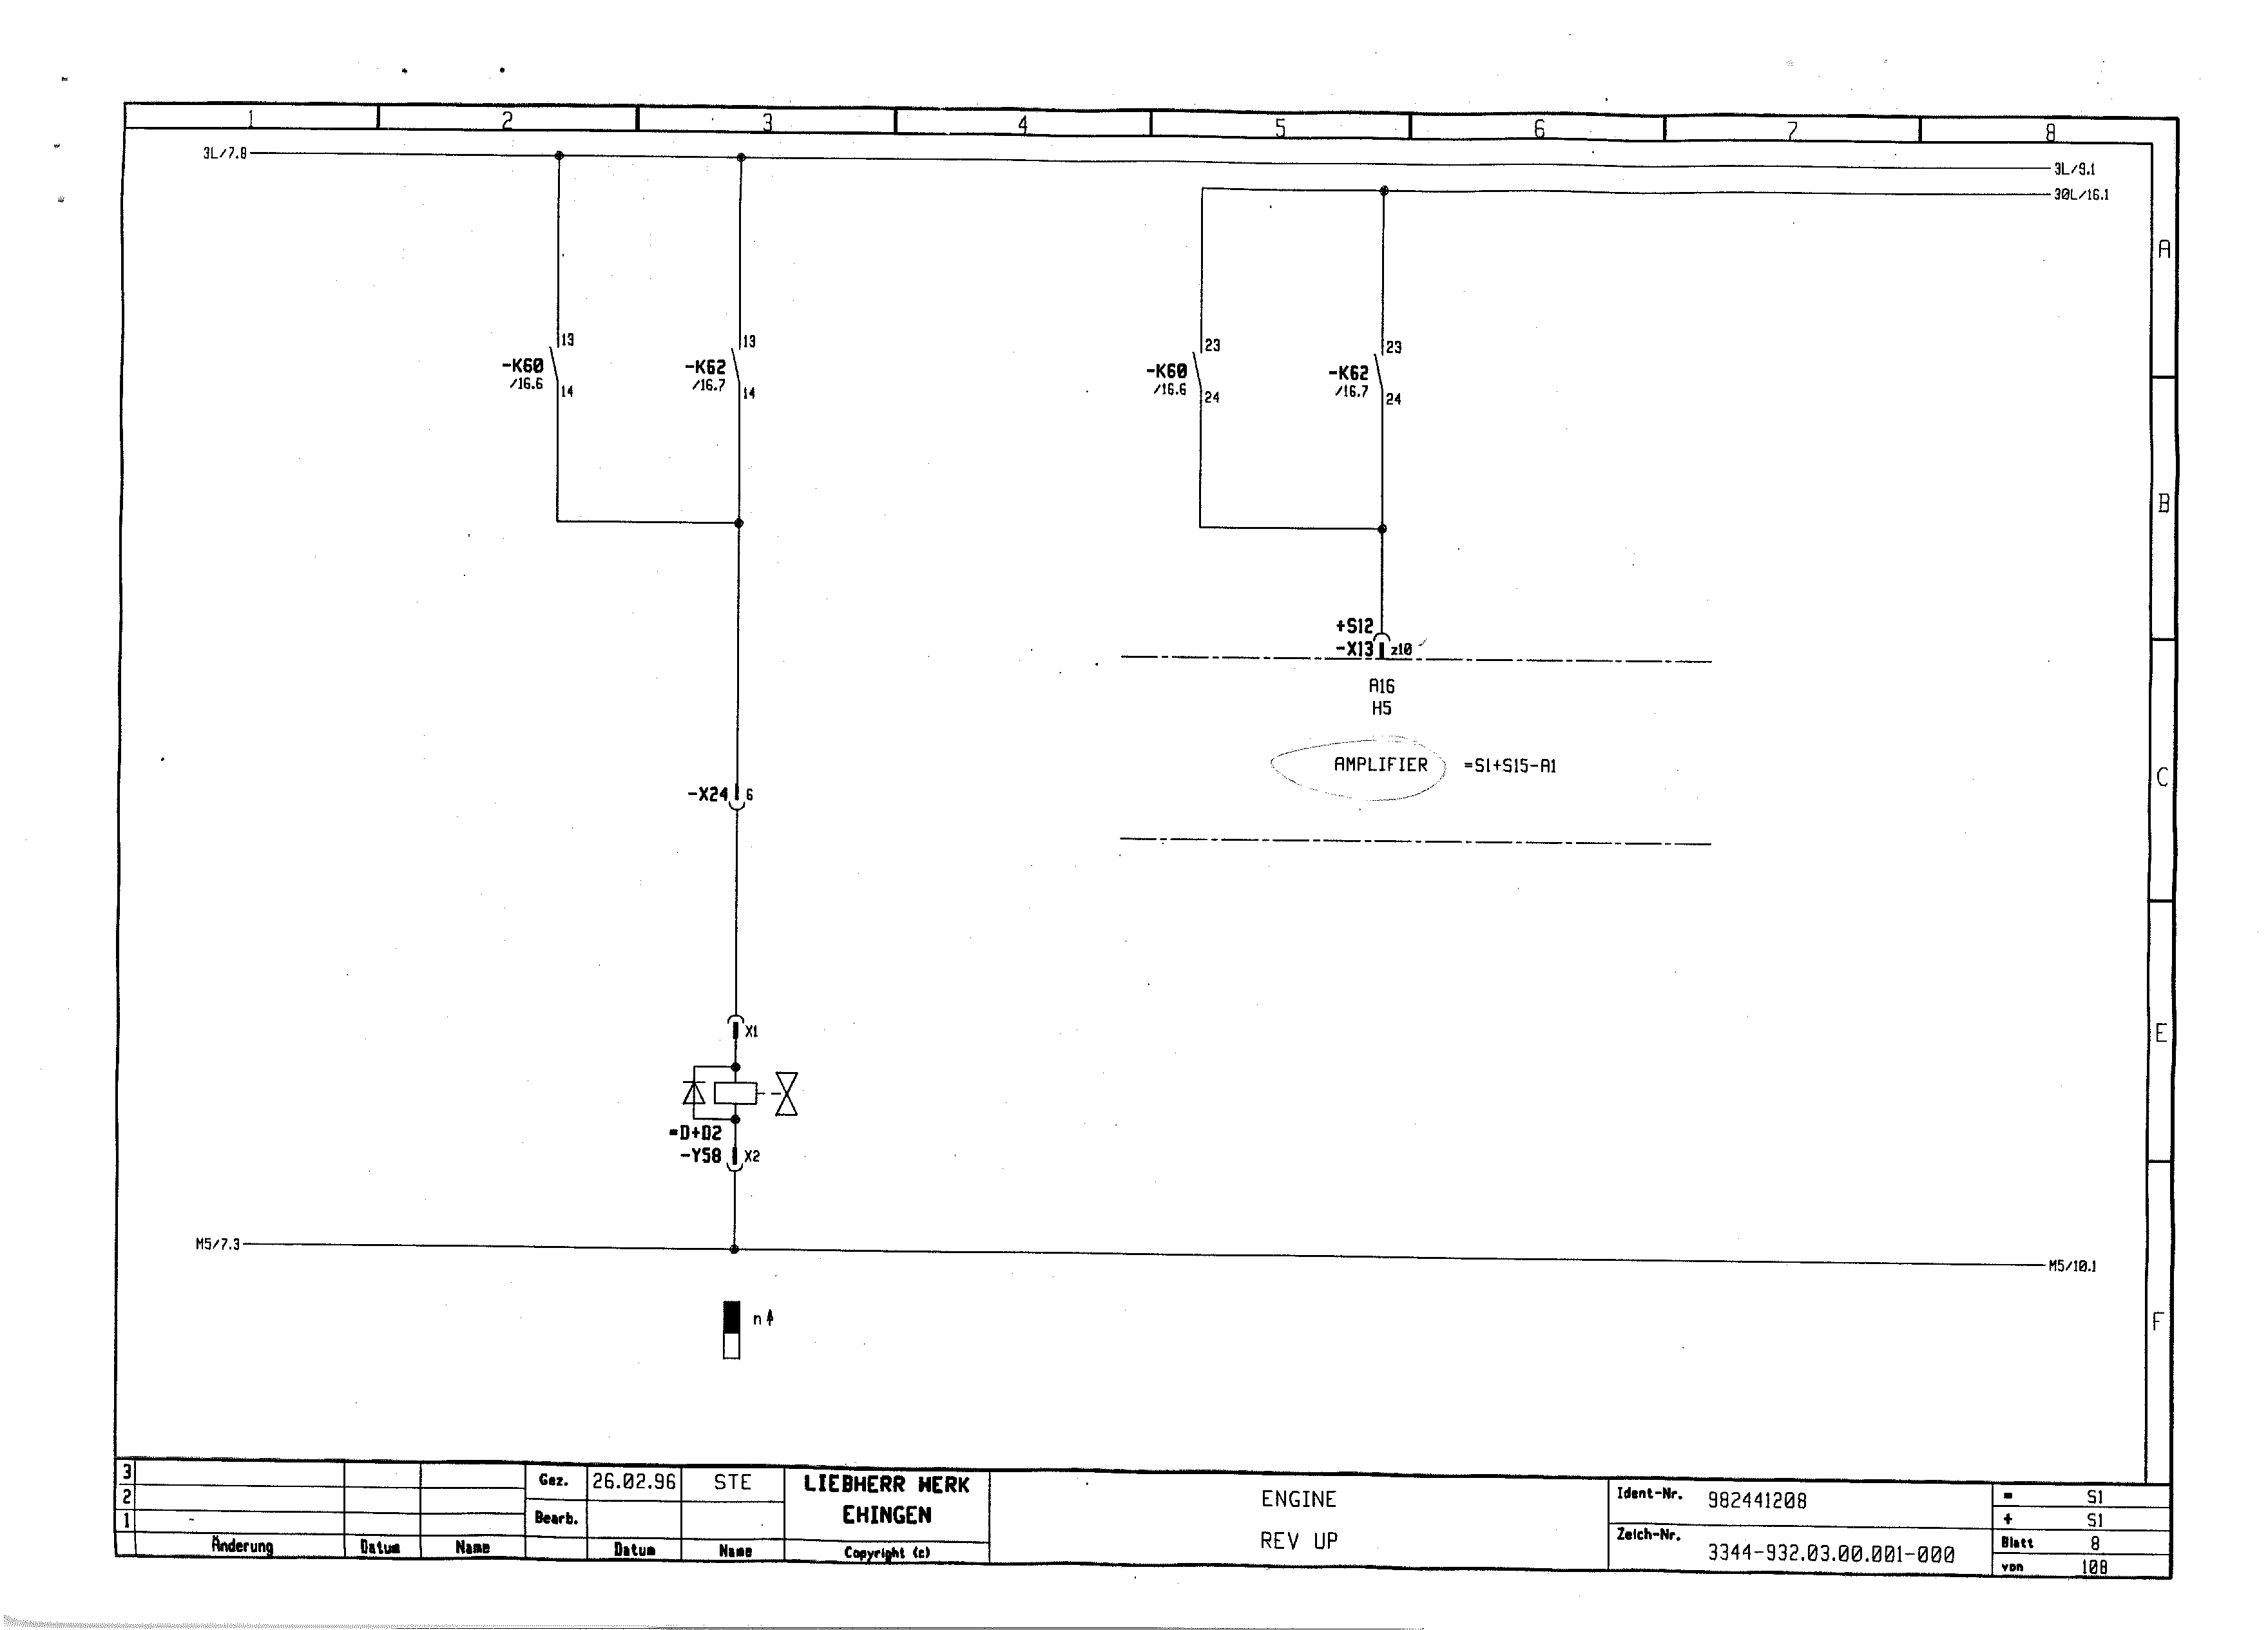 1 2 3 4 5 6 7 8
3L/7.8
3L/9.1
30L/16.1
A
13 13 23 23
-K60 -K62 -K60 -K62
/16.6 /16.7 /16.6 /16.7
14 14 24 24
B
+S12
-X13 z10
A16
H5
AMPLIFIER =S1+S15-A1
C
-X24 6
X1
E
=D+D2
-Y58 X2
M5/7.3
M5/10.1
n
F
3 Gez. 26.02.96 STE LIEBHERR WERK
2 EHINGEN
1 Bearb.
Änderung Datum Name Datum Name Copyright (c)
ENGINE
REV UP
Ident-Nr. 982441208
Zeich-Nr. 3344-932.03.00.001-000
= S1
+ S1
Blatt 8
von 108